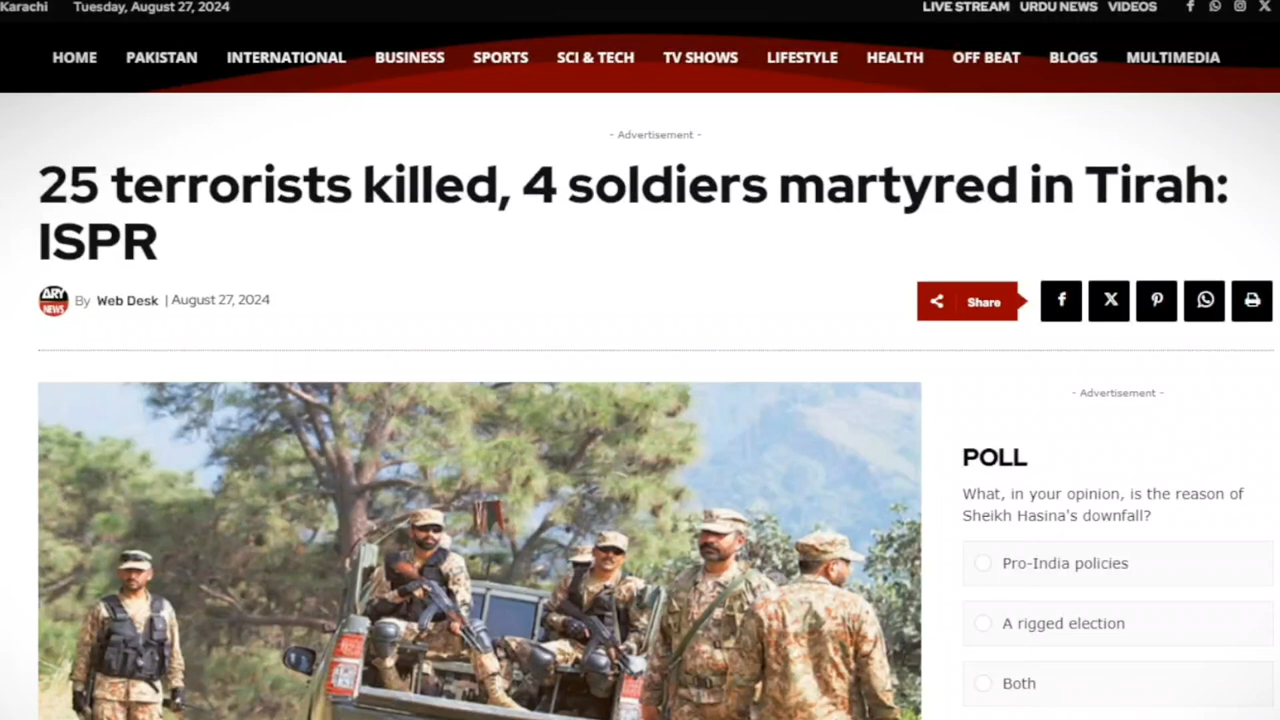 Karachi Tuesday, August 27, 2024 LIVE STREAM URDU NEWS VIDEOS
HOME PAKISTAN INTERNATIONAL BUSINESS SPORTS SCI & TECH TV SHOWS LIFESTYLE HEALTH OFF BEAT BLOGS MULTIMEDIA
- Advertisement -
25 terrorists killed, 4 soldiers martyred in Tirah:
ISPR
ARY
NEWS
By Web Desk | August 27, 2024
Share
- Advertisement -
POLL
What, in your opinion, is the reason of
Sheikh Hasina's downfall?
Pro-India policies
A rigged election
Both